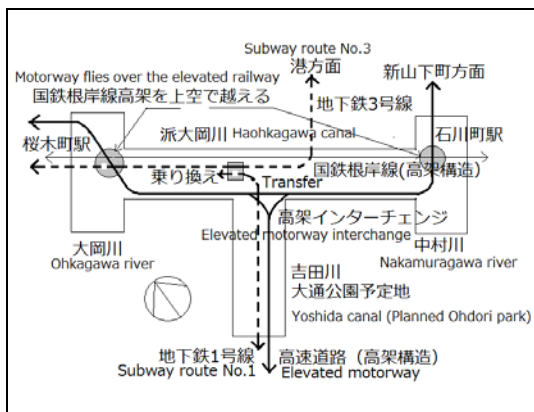 Subway route No.3
港方面
新山下町方面
Motorway flies over the elevated railway
国鉄根岸線高架を上空で越える
地下鉄3号線
桜木町駅
派大岡川 Haohkagawa canal
石川町駅
乗り換え
Transfer
国鉄根岸線(高架構造)
高架インターチェンジ
Elevated motorway interchange
大岡川
Ohkagawa river
中村川
Nakamuragawa river
吉田川
大通公園予定地
Yoshida canal (Planned Ohdori park)
地下鉄1号線
Subway route No.1
高速道路（高架構造）
Elevated motorway